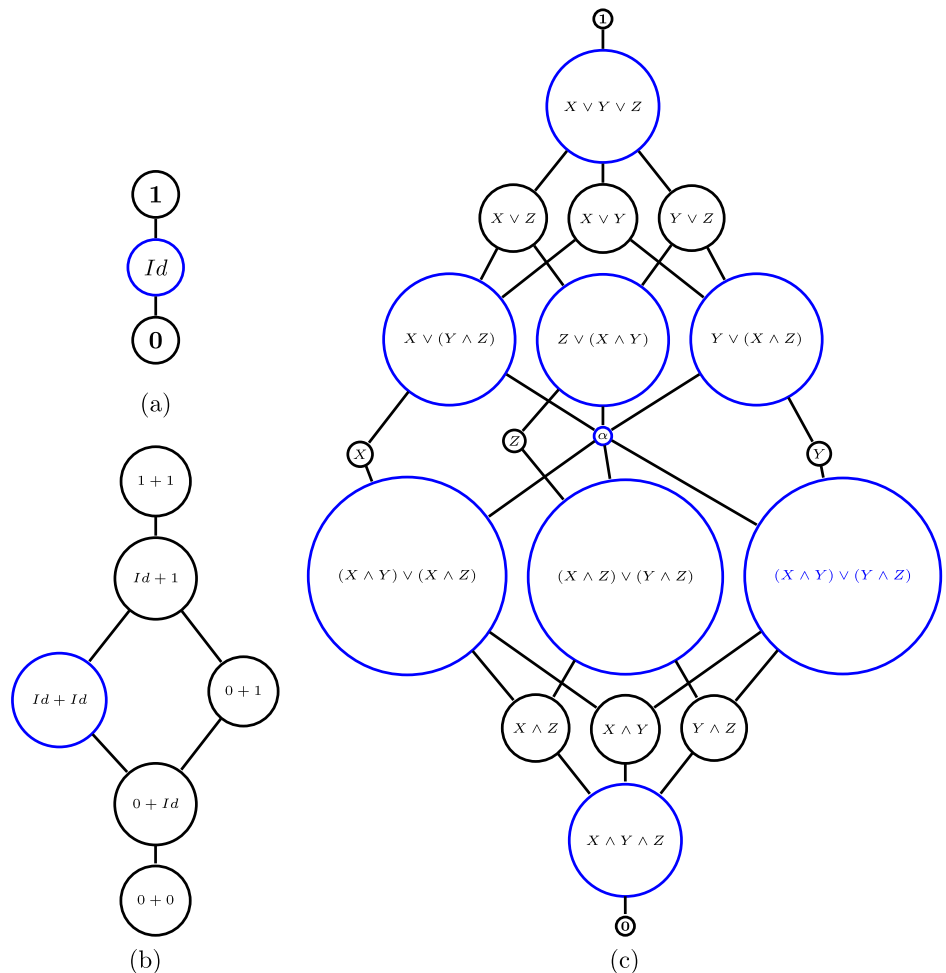 1
Id
0
(a)
1 + 1
Id + 1
Id + Id
0 + 1
0 + Id
0 + 0
(b)
1
X ∨ Y ∨ Z
X ∨ Z
X ∨ Y
Y ∨ Z
X ∨ (Y ∧ Z)
Z ∨ (X ∧ Y)
Y ∨ (X ∧ Z)
X
Z
α
Y
(X ∧ Y) ∨ (X ∧ Z)
(X ∧ Z) ∨ (Y ∧ Z)
(X ∧ Y) ∨ (Y ∧ Z)
X ∧ Z
X ∧ Y
Y ∧ Z
X ∧ Y ∧ Z
0
(c)